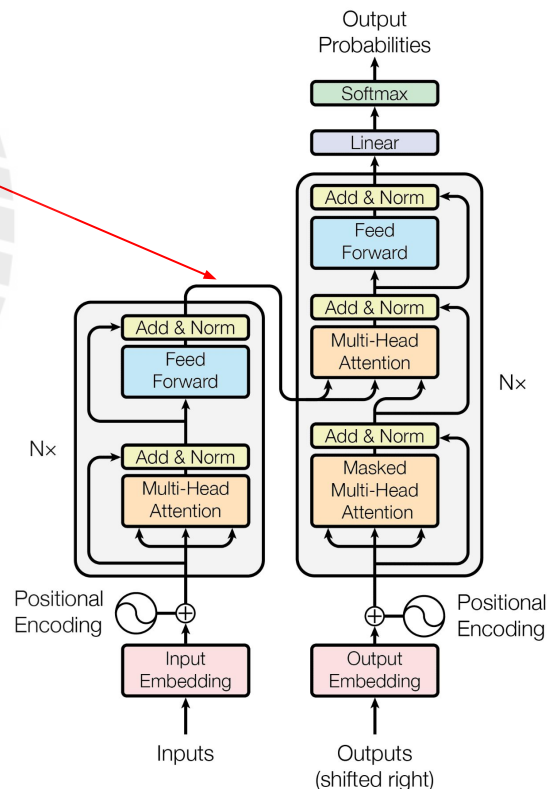 Output
Probabilities
Softmax
Linear
Add & Norm
Feed
Forward
Add & Norm
Multi-Head
Attention
Nx
Add & Norm
Masked
Multi-Head
Attention
Add & Norm
Feed
Forward
Nx
Add & Norm
Multi-Head
Attention
Positional
Encoding
Positional
Encoding
Input
Embedding
Output
Embedding
Inputs
Outputs
(shifted right)